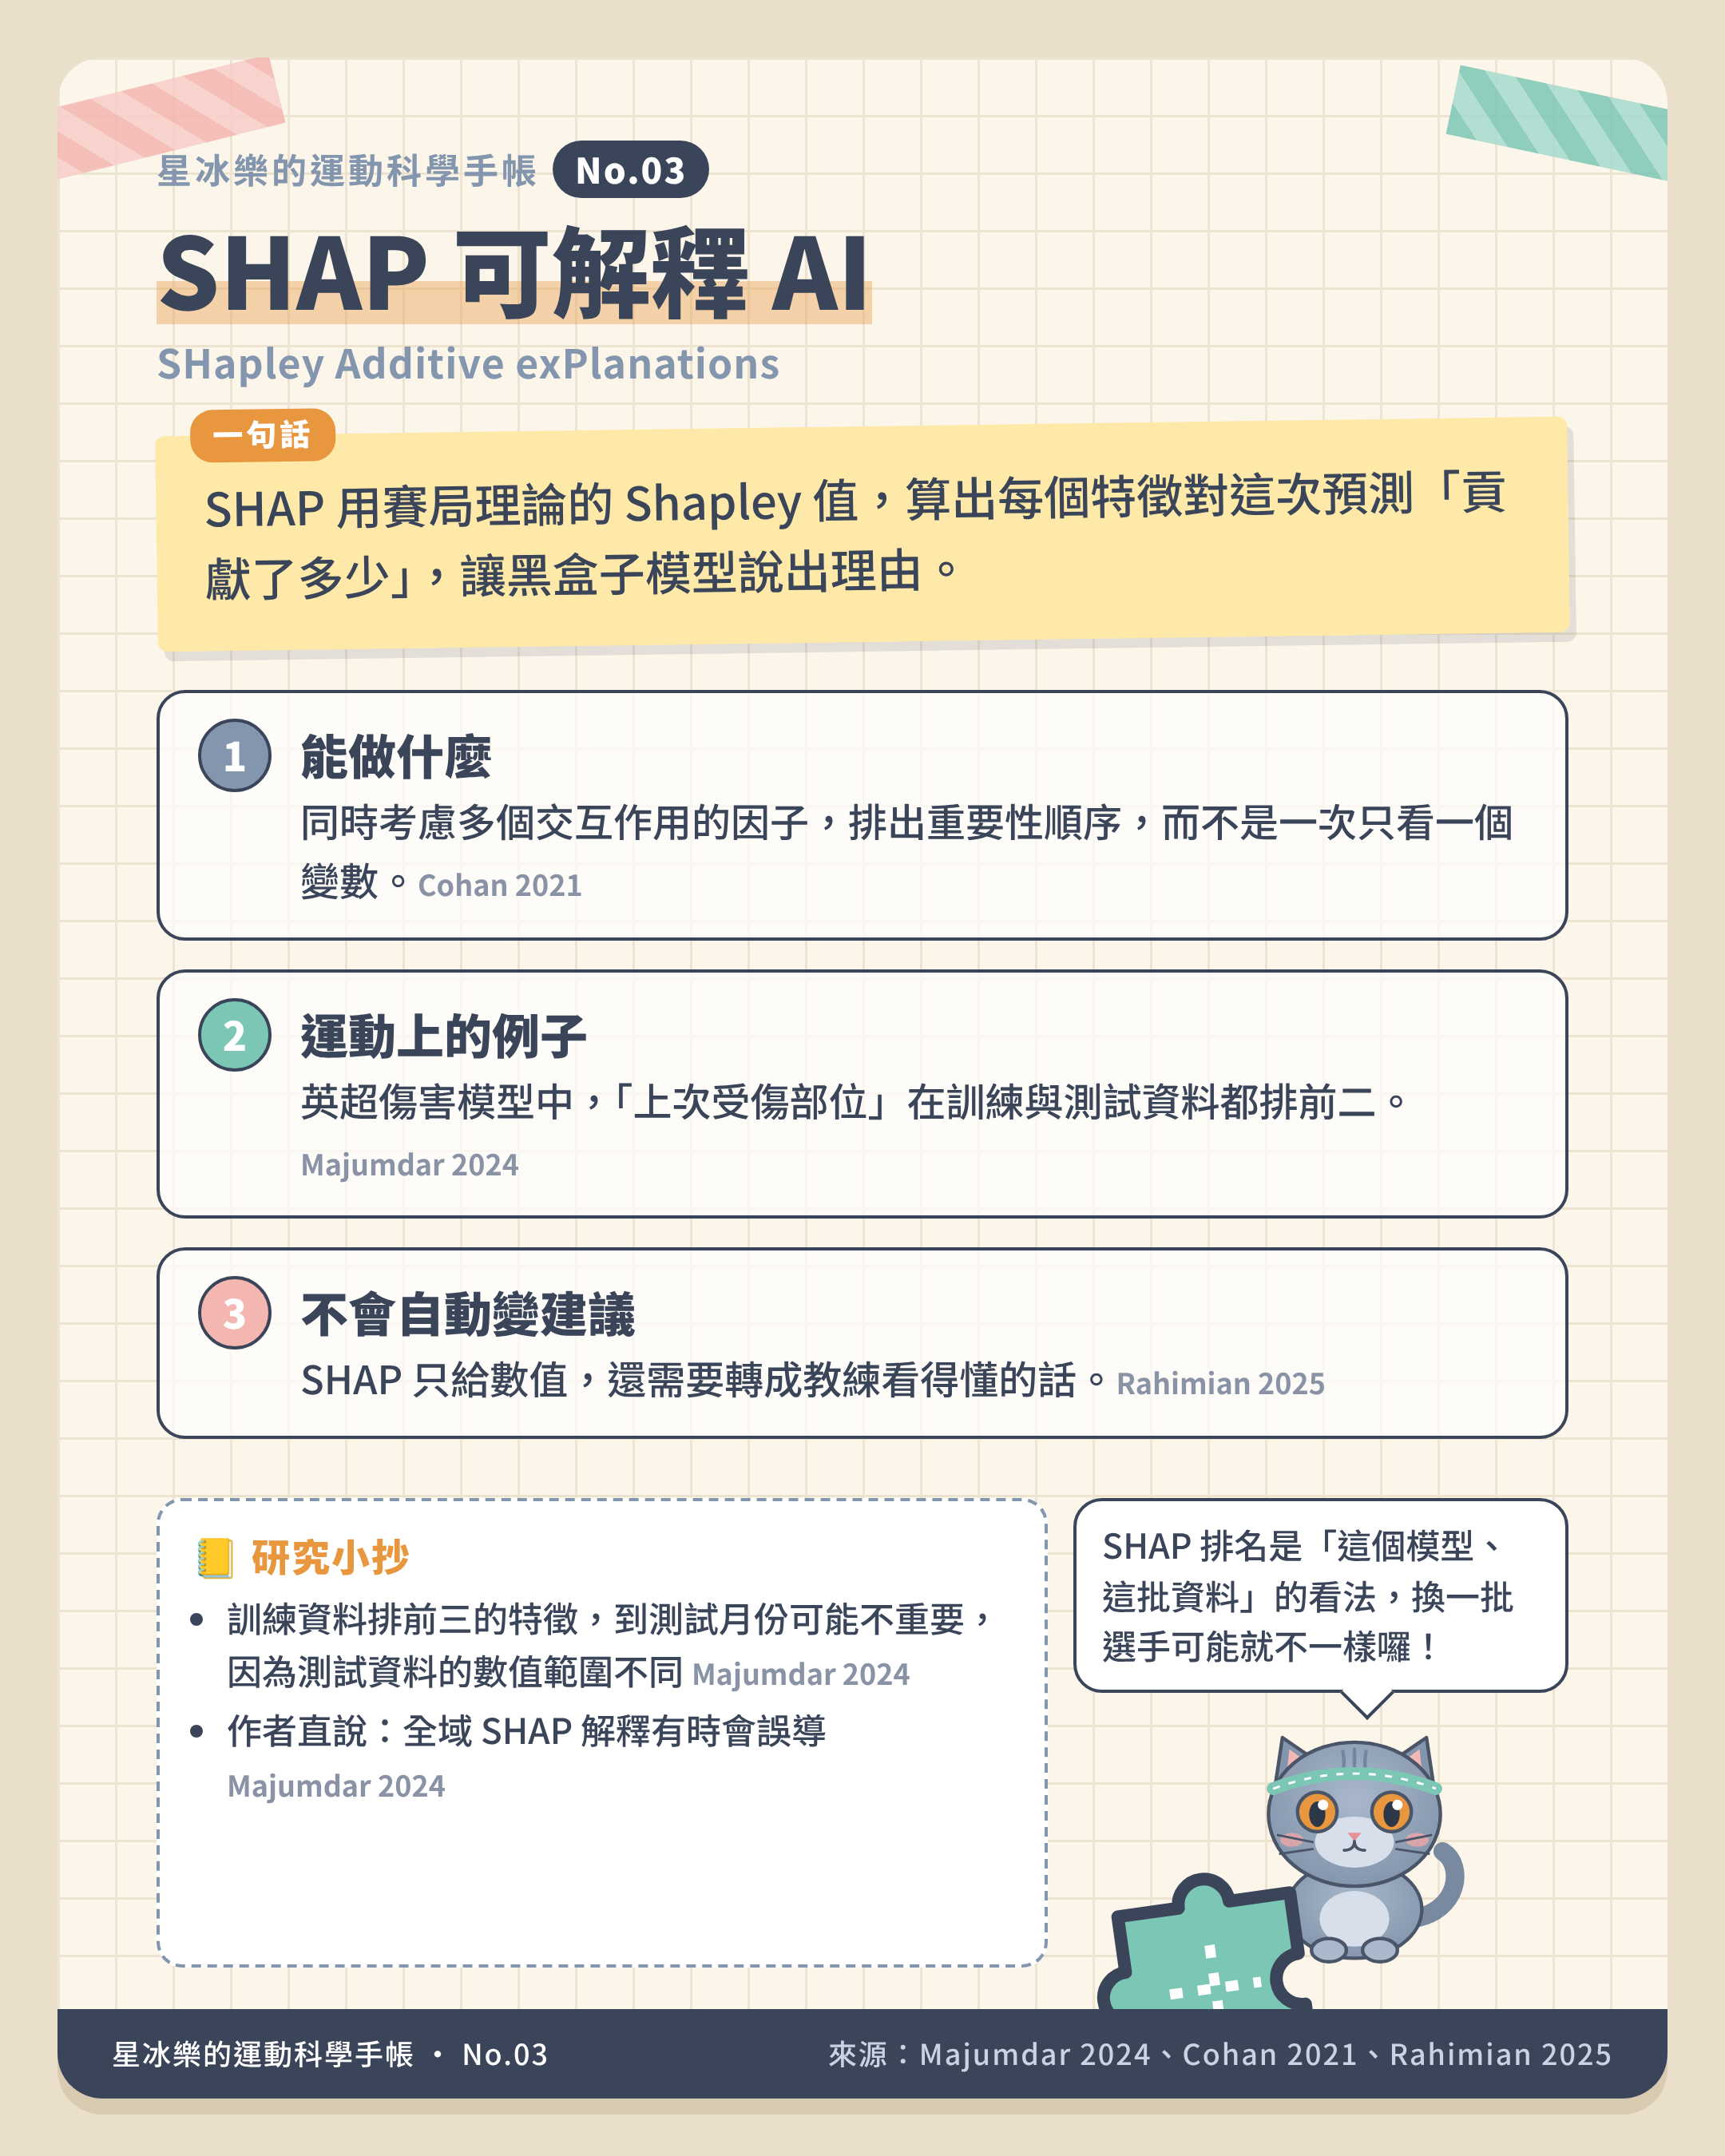 星冰樂的運動科學手帳 No.03
SHAP 可解釋 AI
SHapley Additive exPlanations
一句話
SHAP 用賽局理論的 Shapley 值，算出每個特徵對這次預測「貢
獻了多少」，讓黑盒子模型說出理由。
1 能做什麼
同時考慮多個交互作用的因子，排出重要性順序，而不是一次只看一個
變數。Cohan 2021
2 運動上的例子
英超傷害模型中，「上次受傷部位」在訓練與測試資料都排前二。
Majumdar 2024
3 不會自動變建議
SHAP 只給數值，還需要轉成教練看得懂的話。Rahimian 2025
📒 研究小抄
• 訓練資料排前三的特徵，到測試月份可能不重要，
因為測試資料的數值範圍不同 Majumdar 2024
• 作者直說：全域 SHAP 解釋有時會誤導
Majumdar 2024
SHAP 排名是「這個模型、
這批資料」的看法，換一批
選手可能就不一樣囉！
星冰樂的運動科學手帳 · No.03
來源：Majumdar 2024、Cohan 2021、Rahimian 2025